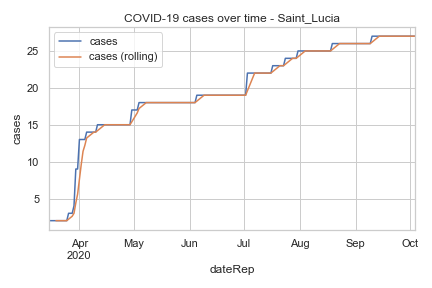 COVID-19 cases over time - Saint_Lucia
cases
cases (rolling)
cases
25
20
15
10
5
Apr May Jun Jul Aug Sep Oct
2020
dateRep